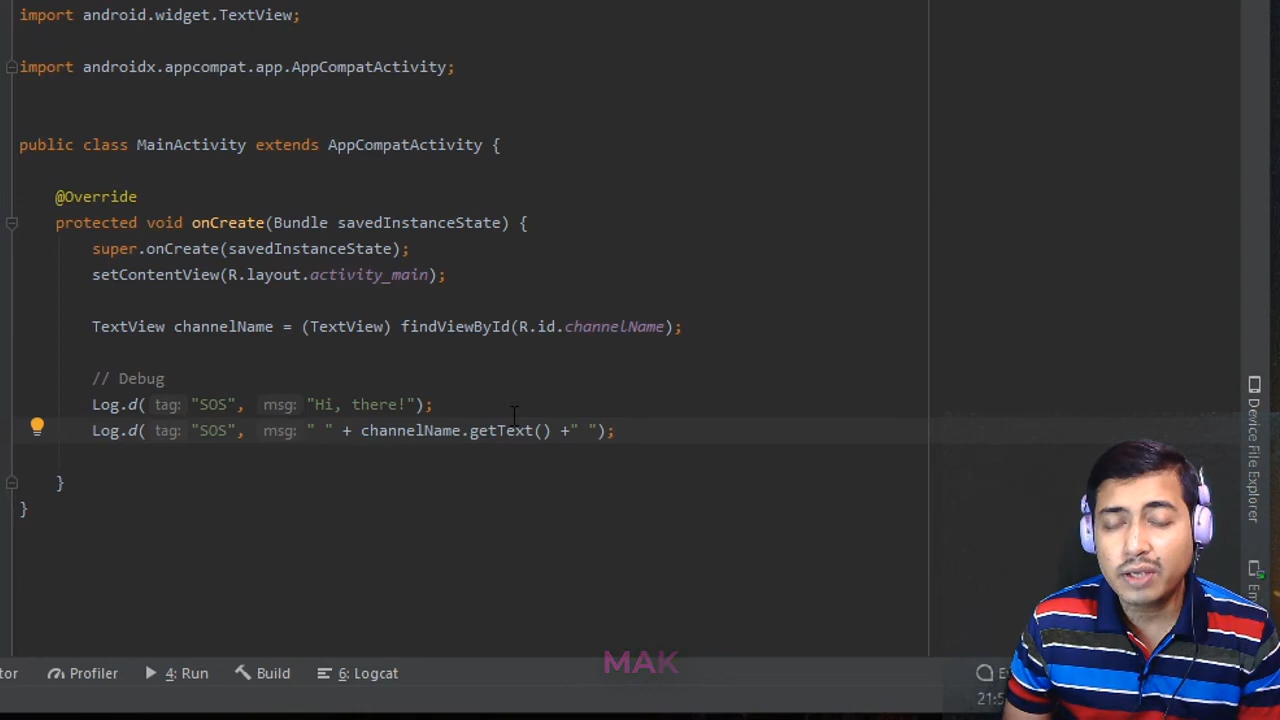 import android.widget.TextView;
import androidx.appcompat.app.AppCompatActivity;
public class MainActivity extends AppCompatActivity {
@Override
protected void onCreate(Bundle savedInstanceState) {
super.onCreate(savedInstanceState);
setContentView(R.layout.activity_main);
TextView channelName = (TextView) findViewById(R.id.channelName);
// Debug
Log.d( tag: "SOS", msg: "Hi, there!");
Log.d( tag: "SOS", msg: " " + channelName.getText() +" ");
}
}
Device File Explorer
MAK
Profiler
4: Run
Build
6: Logcat